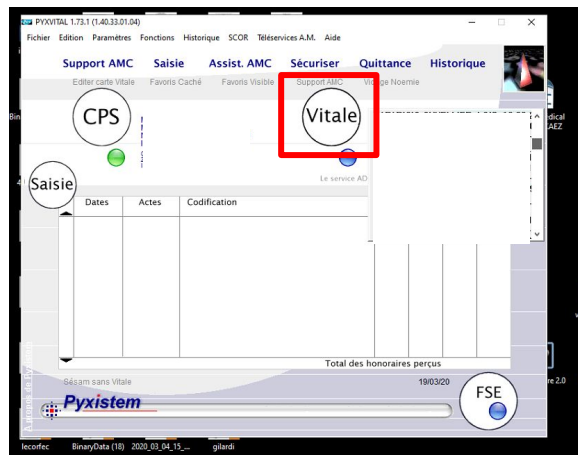 PYXVITAL 1.73.1 (1.40.33.01.04)
Fichier Edition Paramètres Fonctions Historique SCOR Téléservices A.M. Aide
Support AMC Saisie Assist. AMC Sécuriser Quittance Historique
Editer carte Vitale Favoris Caché Favoris Visible Support AMC Vidage Noemie
CPS
Vitale
Saisie
Le service AD
Dates Actes Codification
Total des honoraires perçus
Sésam sans Vitale
19/03/20
FSE
Pyxistem
lecorfec BinaryData (18) 2020_03_04_15_... gilardi